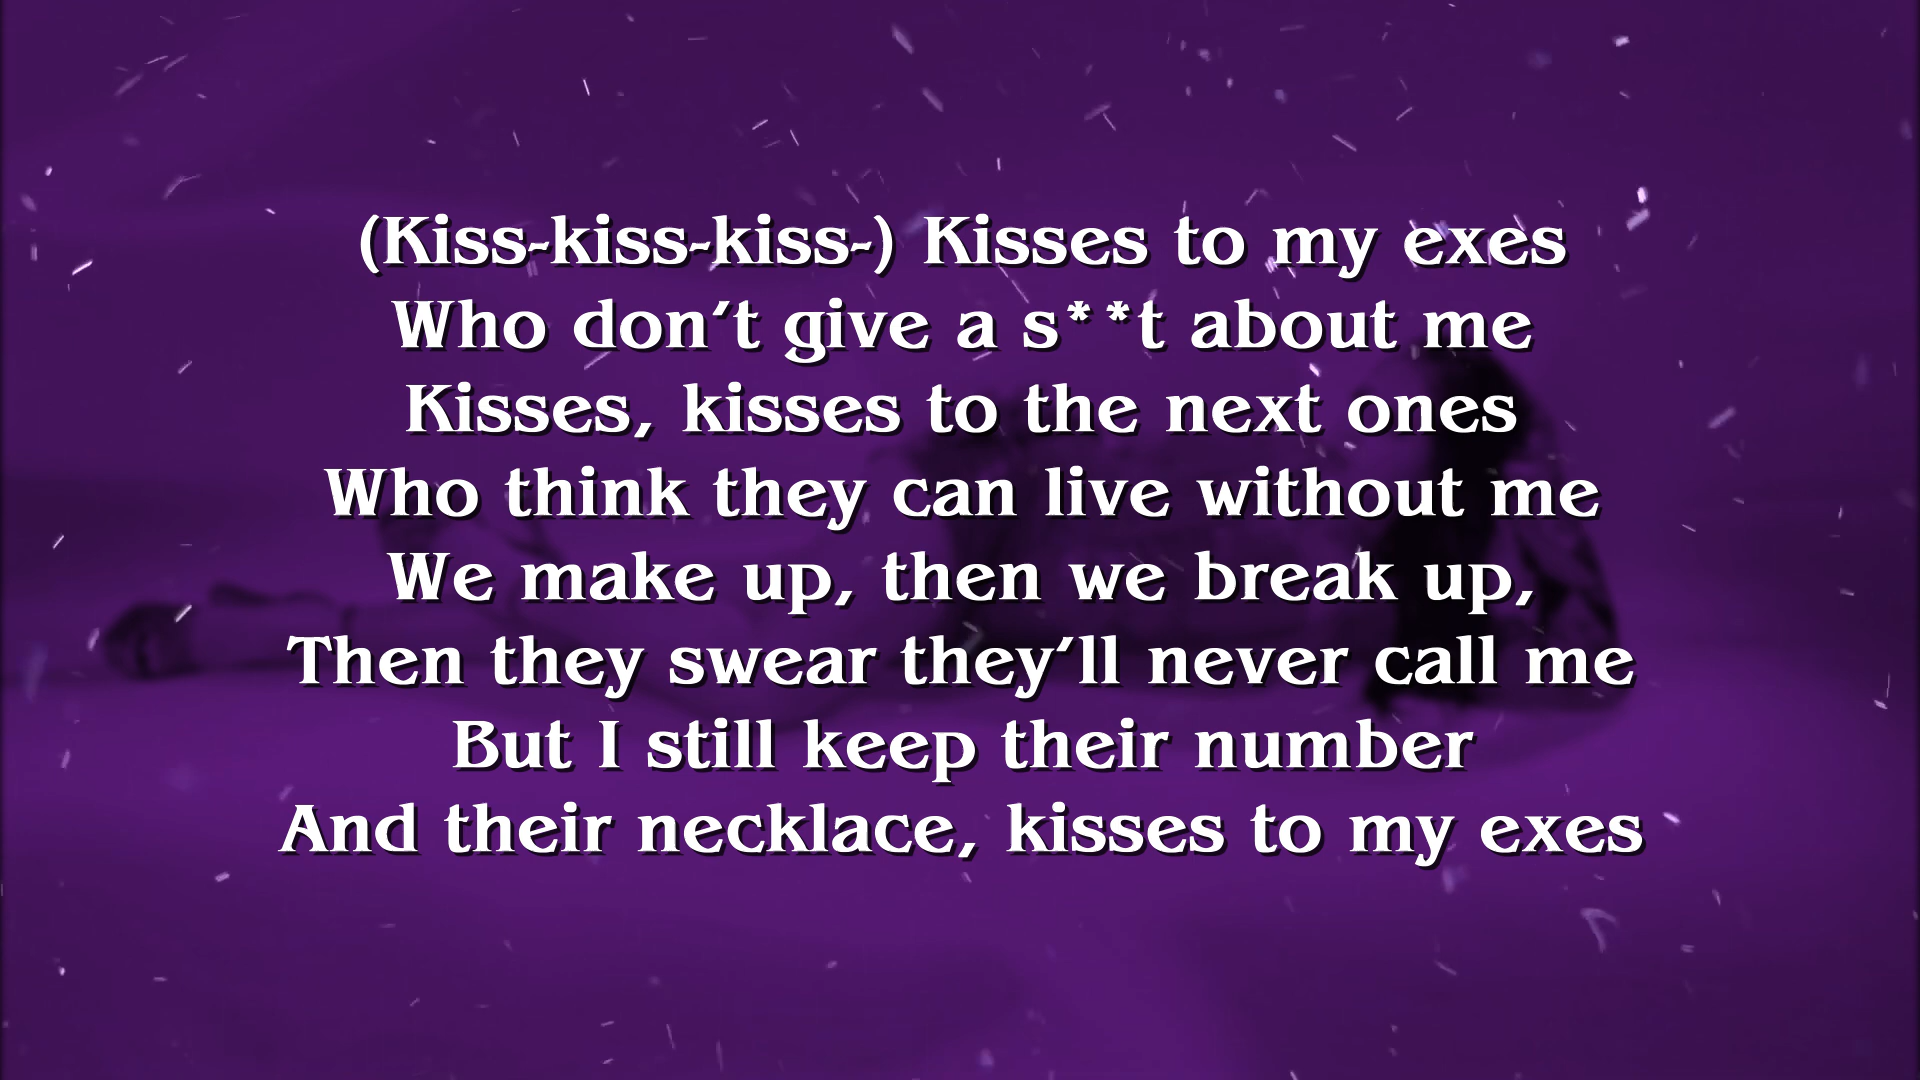 (Kiss-kiss-kiss-) Kisses to my exes
Who don't give a s**t about me
Kisses, kisses to the next ones
Who think they can live without me
We make up, then we break up,
Then they swear they'll never call me
But I still keep their number
And their necklace, kisses to my exes